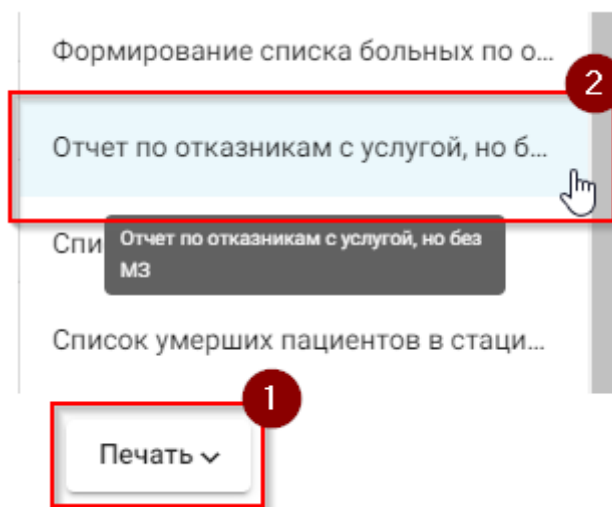 Формирование списка больных по о...
2
Отчет по отказникам с услугой, но б...
Спи
Отчет по отказникам с услугой, но без
МЗ
Список умерших пациентов в стаци...
1
Печать